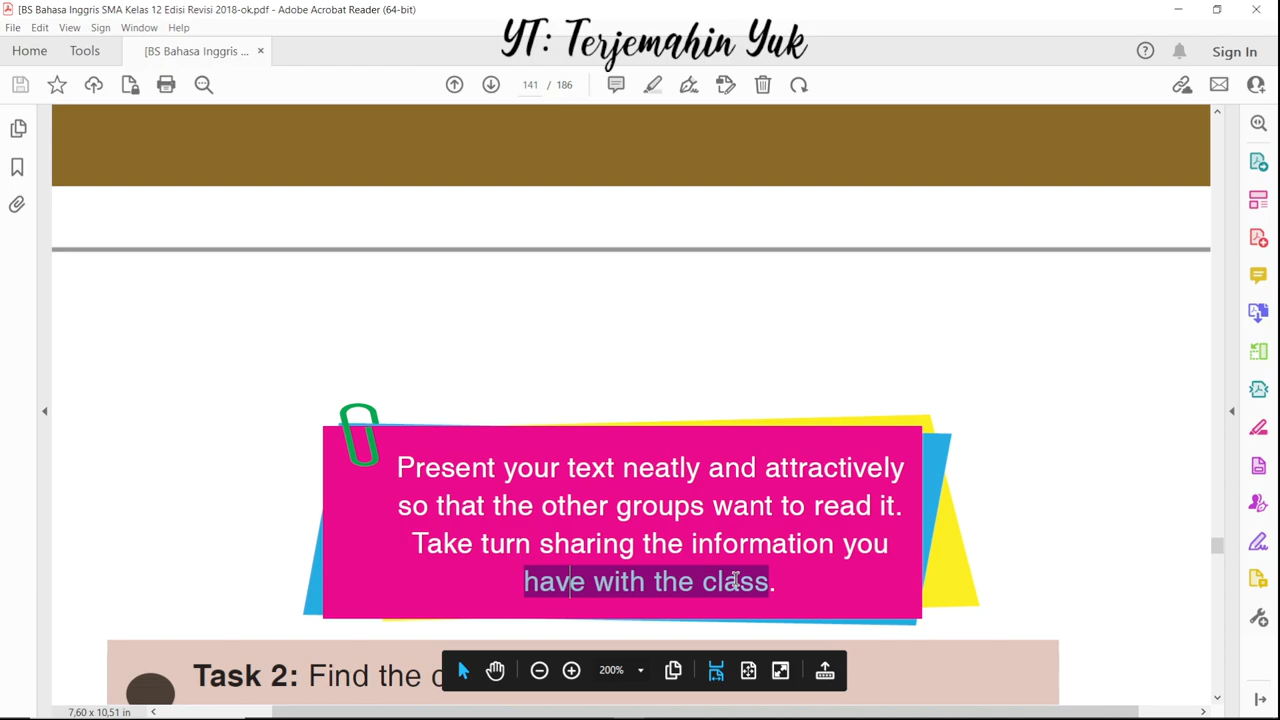 [BS Bahasa Inggris SMA Kelas 12 Edisi Revisi 2018-ok.pdf - Adobe Acrobat Reader (64-bit)
YT: Terjemahin Yuk
File Edit View Sign Window Help
Home Tools [BS Bahasa Inggris ... × Sign In
141 / 186
Present your text neatly and attractively
so that the other groups want to read it.
Take turn sharing the information you
have with the class.
Task 2: Find the
200%
7,60 x 10,51 in